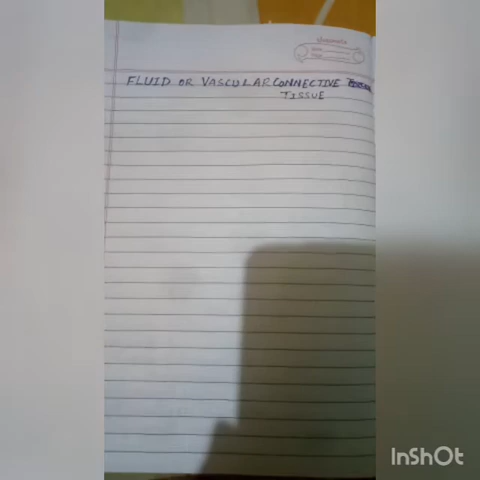 FLUID OR VASCULAR CONNECTIVE
TISSUE
InShOt